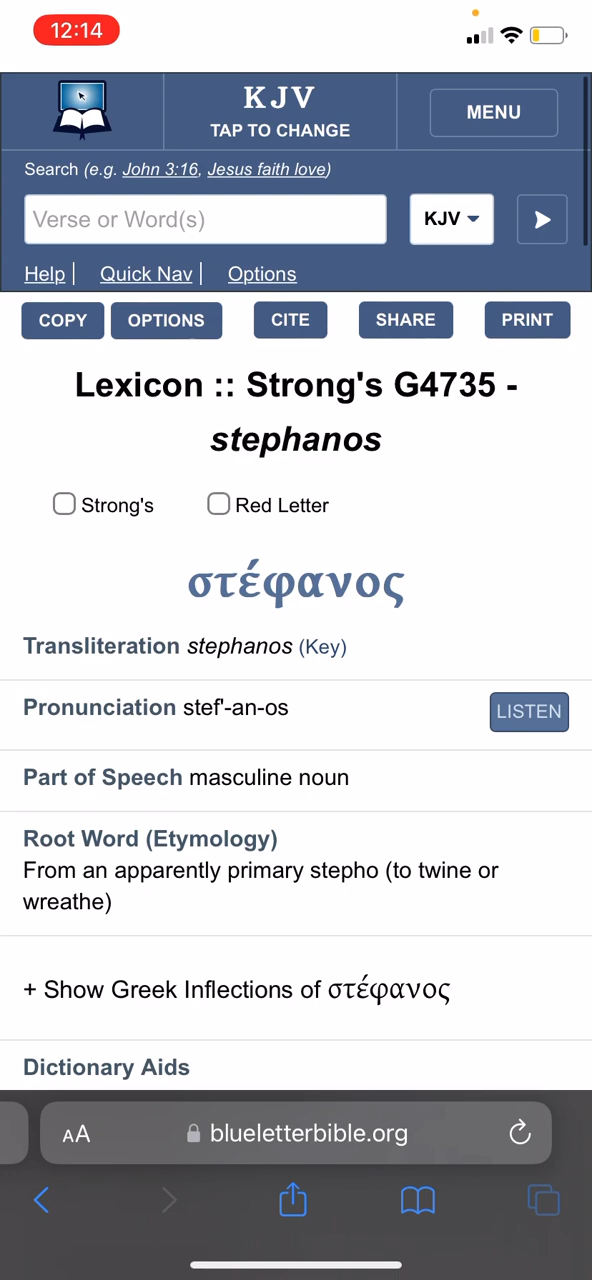 12:14
KJV
TAP TO CHANGE
MENU
Search (e.g. John 3:16, Jesus faith love)
Verse or Word(s)
KJV
Help | Quick Nav | Options
COPY OPTIONS CITE SHARE PRINT
Lexicon :: Strong's G4735 -
stephanos
Strong's Red Letter
στέφανος
Transliteration stephanos (Key)
Pronunciation stef'-an-os LISTEN
Part of Speech masculine noun
Root Word (Etymology)
From an apparently primary stepho (to twine or
wreathe)
+ Show Greek Inflections of στέφανος
Dictionary Aids
AA blueletterbible.org